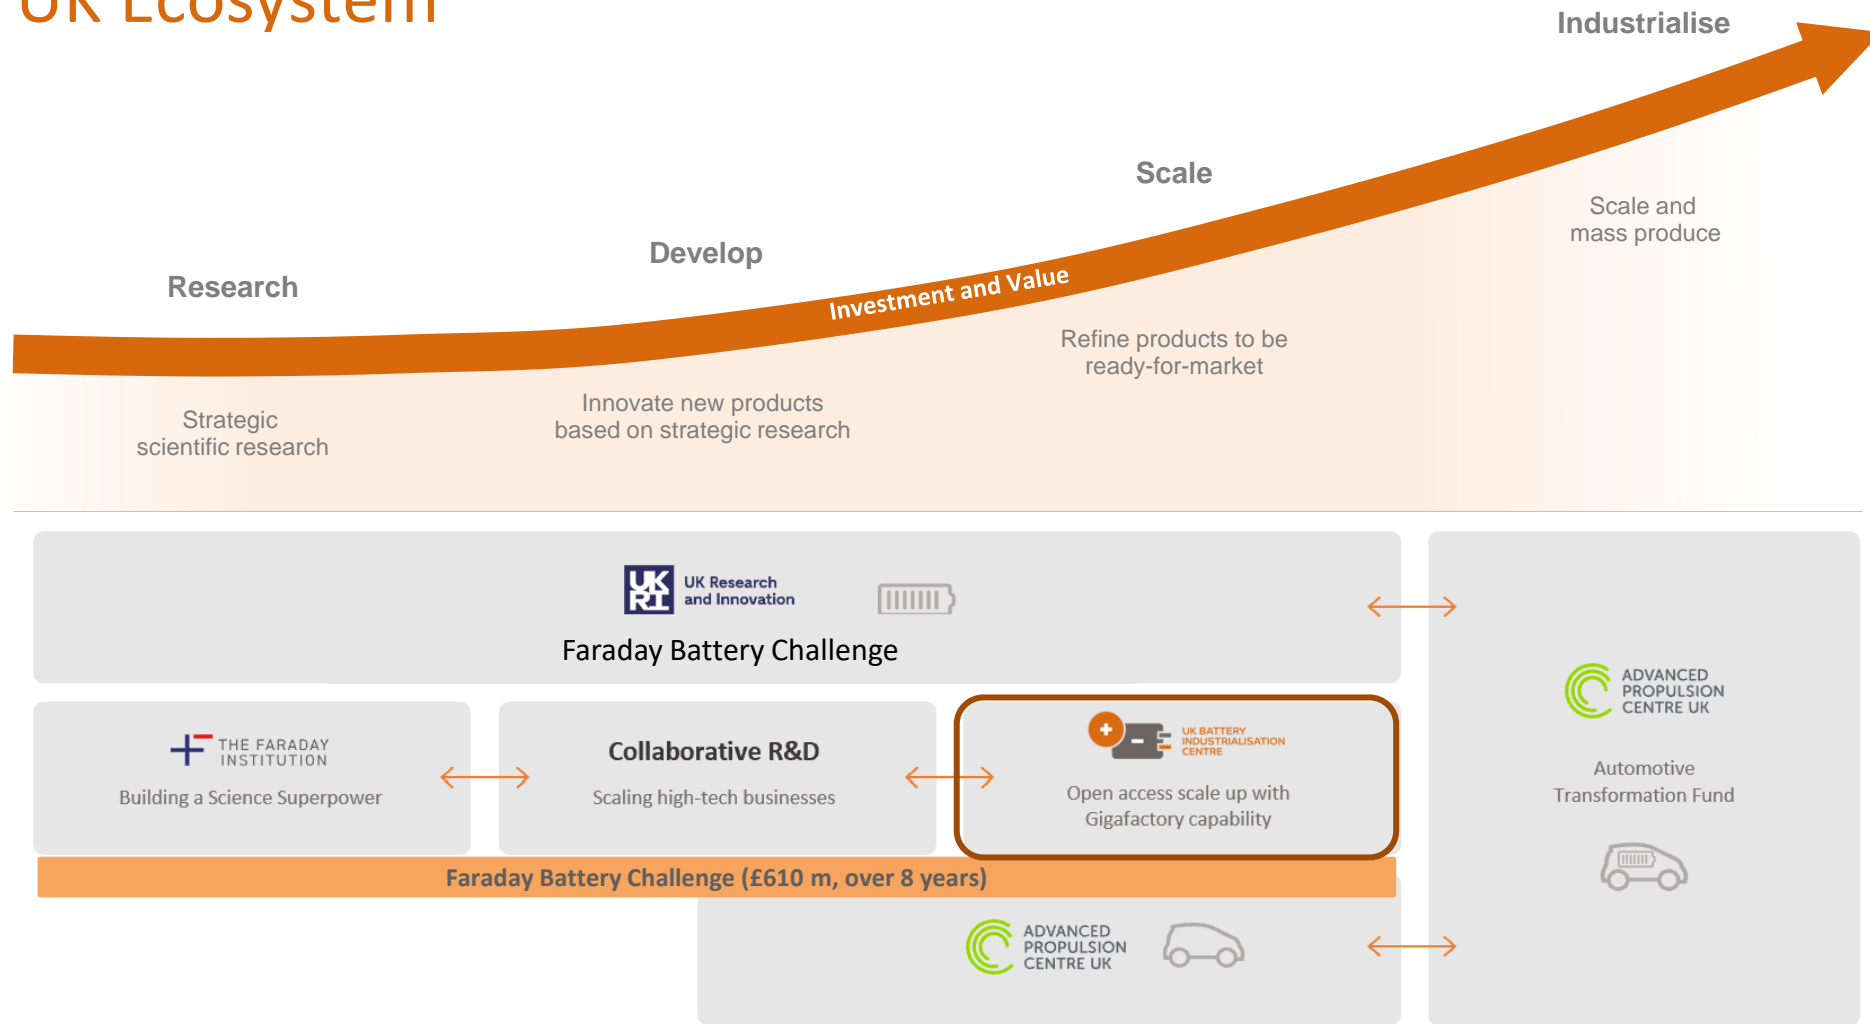 UK Ecosystem
Industrialise
Scale
Develop
Research
Investment and Value
Scale and
mass produce
Refine products to be
ready-for-market
Innovate new products
based on strategic research
Strategic
scientific research
UK
RI
UK Research
and Innovation
Faraday Battery Challenge
THE FARADAY
INSTITUTION
Building a Science Superpower
Collaborative R&D
Scaling high-tech businesses
UK BATTERY
INDUSTRIALISATION
CENTRE
Open access scale up with
Gigafactory capability
ADVANCED
PROPULSION
CENTRE UK
Automotive
Transformation Fund
Faraday Battery Challenge (£610 m, over 8 years)
ADVANCED
PROPULSION
CENTRE UK